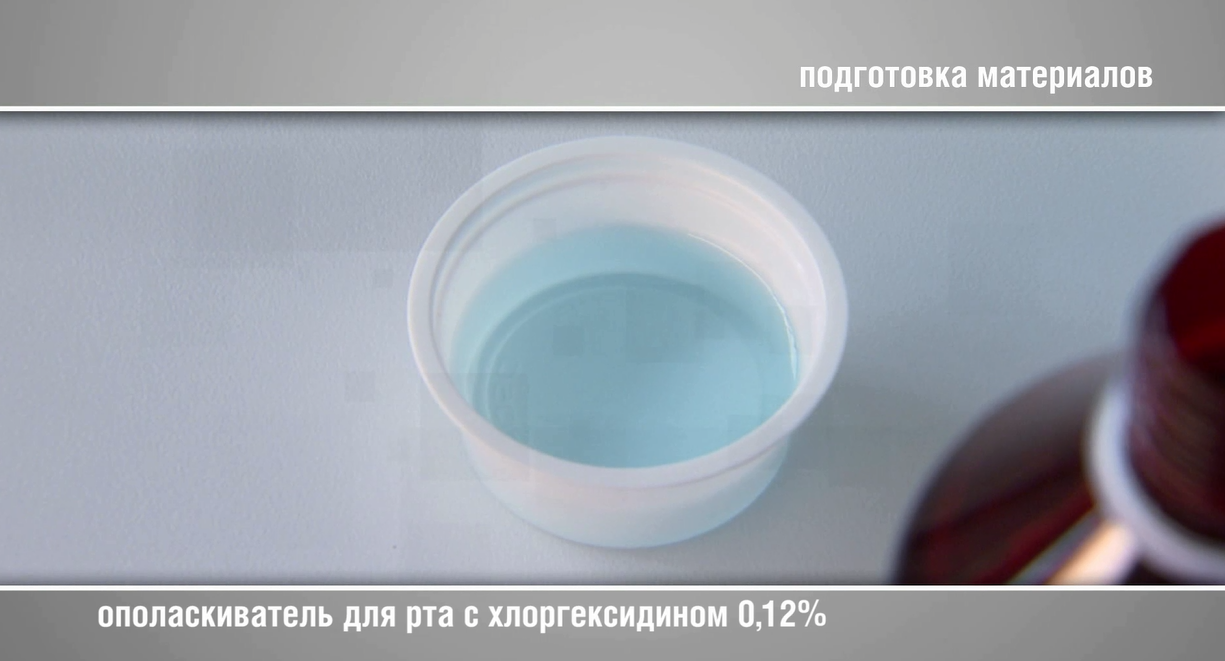 подготовка материалов
ополаскиватель для рта с хлоргексидином 0,12%